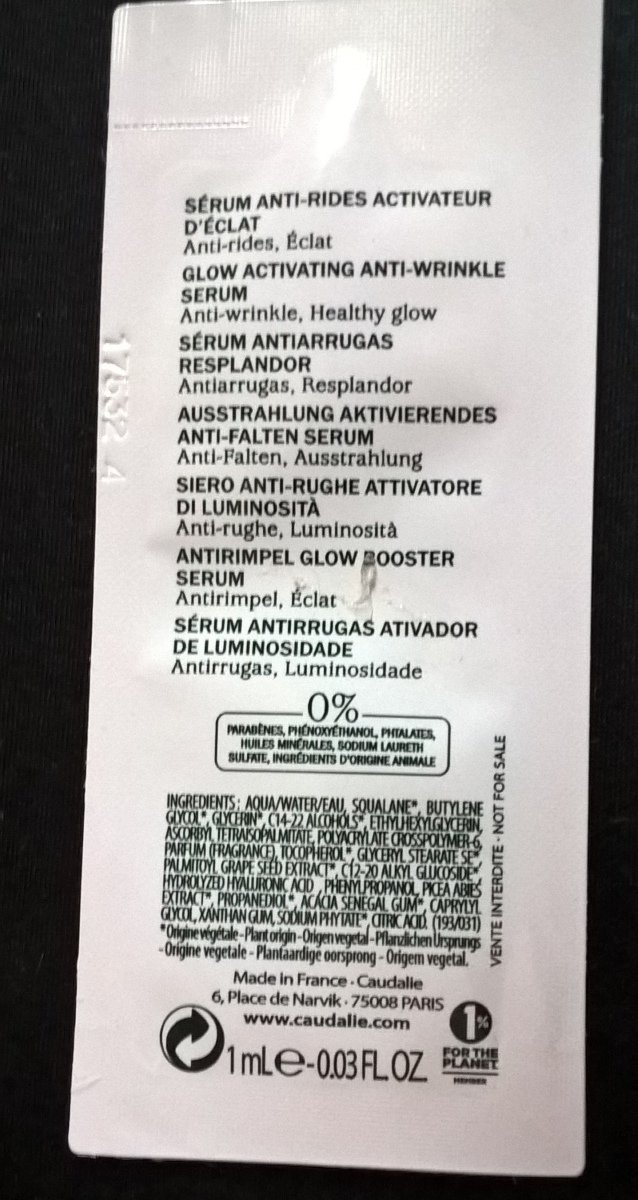 SÉRUM ANTI-RIDES ACTIVATEUR
D'ÉCLAT
Anti-rides, Éclat
GLOW ACTIVATING ANTI-WRINKLE
SERUM
Anti-wrinkle, Healthy glow
SÉRUM ANTIARRUGAS
RESPLANDOR
Antiarrugas, Resplandor
AUSSTRAHLUNG AKTIVIERENDES
ANTI-FALTEN SERUM
Anti-Falten, Ausstrahlung
SIERO ANTI-RUGHE ATTIVATORE
DI LUMINOSITÀ
Anti-rughe, Luminosità
ANTIRIMPEL GLOW BOOSTER
SERUM
Antirimpel, Éclat
SÉRUM ANTIRRUGAS ATIVADOR
DE LUMINOSIDADE
Antirrugas, Luminosidade
0%
PARABÈNES, PHÉNOXYÉTHANOL, PHTALATES,
HUILES MINÉRALES, SODIUM LAURETH
SULFATE, INGRÉDIENTS D'ORIGINE ANIMALE
INGREDIENTS: AQUA/WATER/EAU, SQUALANE*, BUTYLENE
GLYCOL*, GLYCERIN*, C14-22 ALCOHOLS*, ETHYLHEXYLGLYCERIN,
ASCORBYL TETRAISOPALMITATE, POLYACRYLATE CROSSPOLYMER-6,
PARFUM (FRAGRANCE), TOCOPHEROL*, GLYCERYL STEARATE SE*,
PALMITOYL GRAPE SEED EXTRACT*, C12-20 ALKYL GLUCOSIDE*,
HYDROLYZED HYALURONIC ACID, PHENYLPROPANOL, PICEA ABIES
EXTRACT*, PROPANEDIOL*, ACACIA SENEGAL GUM*, CAPRYLYL
GLYCOL, XANTHAN GUM, SODIUM PHYTATE*, CITRIC ACID. (193/031)
*Origine végétale - Plant origin - Origen vegetal - Pflanzlichen Ursprungs
- Origine vegetale - Plantaardige oorsprong - Origem vegetal.
VENTE INTERDITE - NOT FOR SALE
Made in France - Caudalie
6, Place de Narvik - 75008 PARIS
www.caudalie.com
1 mL e - 0.03 FL. OZ
1%
FOR THE
PLANET
MEMBER
17532 4